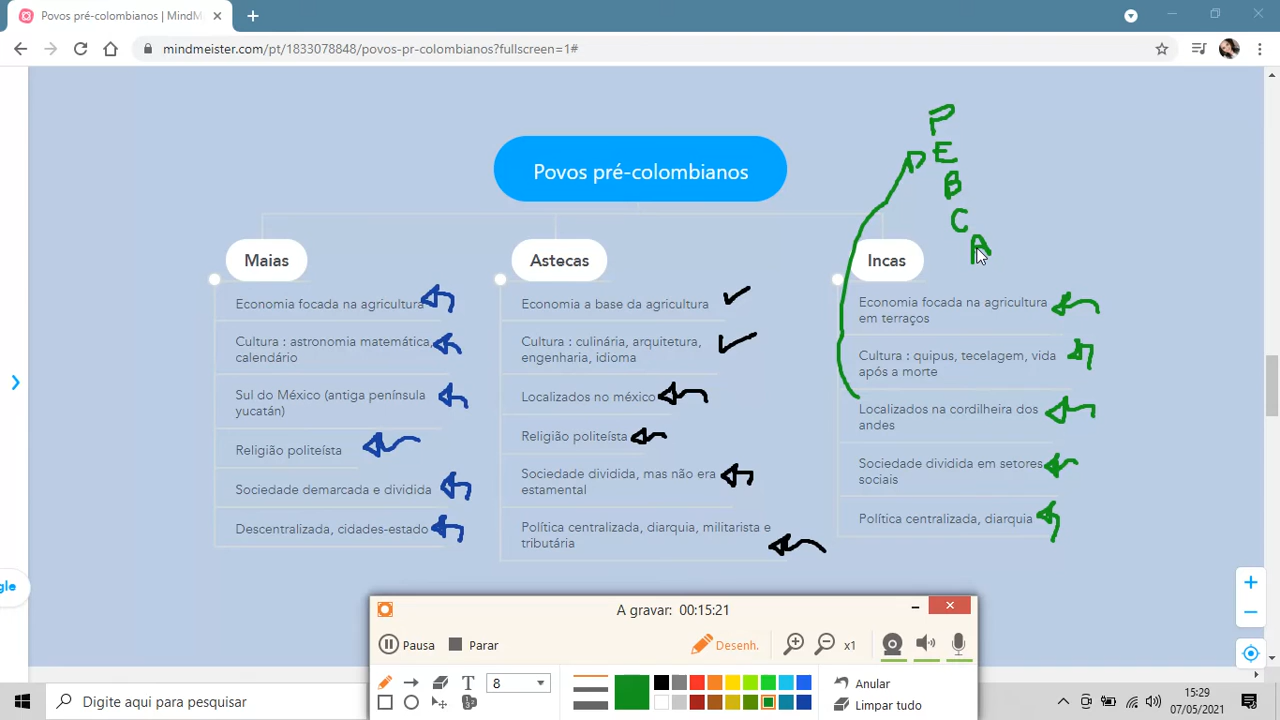 Povos pré-colombianos | MindM
mindmeister.com/pt/1833078848/povos-pr-colombianos?fullscreen=1#
P
E
B
C
A
Povos pré-colombianos
Maias
Economia focada na agricultura
Cultura : astronomia matemática,
calendário
Sul do México (antiga península
yucatán)
Religião politeísta
Sociedade demarcada e dividida
Descentralizada, cidades-estado
Astecas
Economia a base da agricultura
Cultura : culinária, arquitetura,
engenharia, idioma
Localizados no méxico
Religião politeísta
Sociedade dividida, mas não era
estamental
Política centralizada, diarquia, militarista e
tributária
Incas
Economia focada na agricultura
em terraços
Cultura : quipus, tecelagem, vida
após a morte
Localizados na cordilheira dos
andes
Sociedade dividida em setores
sociais
Política centralizada, diarquia
gle
A gravar: 00:15:21
Pausa Parar Desenh. x1
T 8 Anular
Limpar tudo
Digite aqui para pesquisar
15:29
07/05/2021